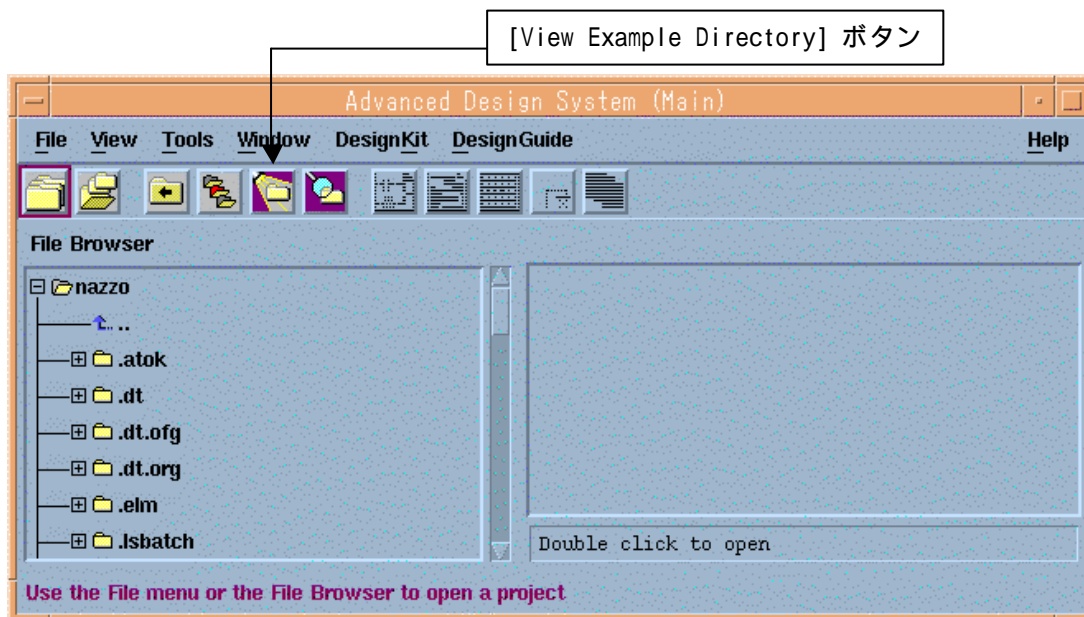 [View Example Directory] ボタン
Advanced Design System (Main)
File View Tools Window DesignKit DesignGuide Help
File Browser
nazzo
..
.atok
.dt
.dt.ofg
.dt.org
.elm
.lsbatch
Double click to open
Use the File menu or the File Browser to open a project